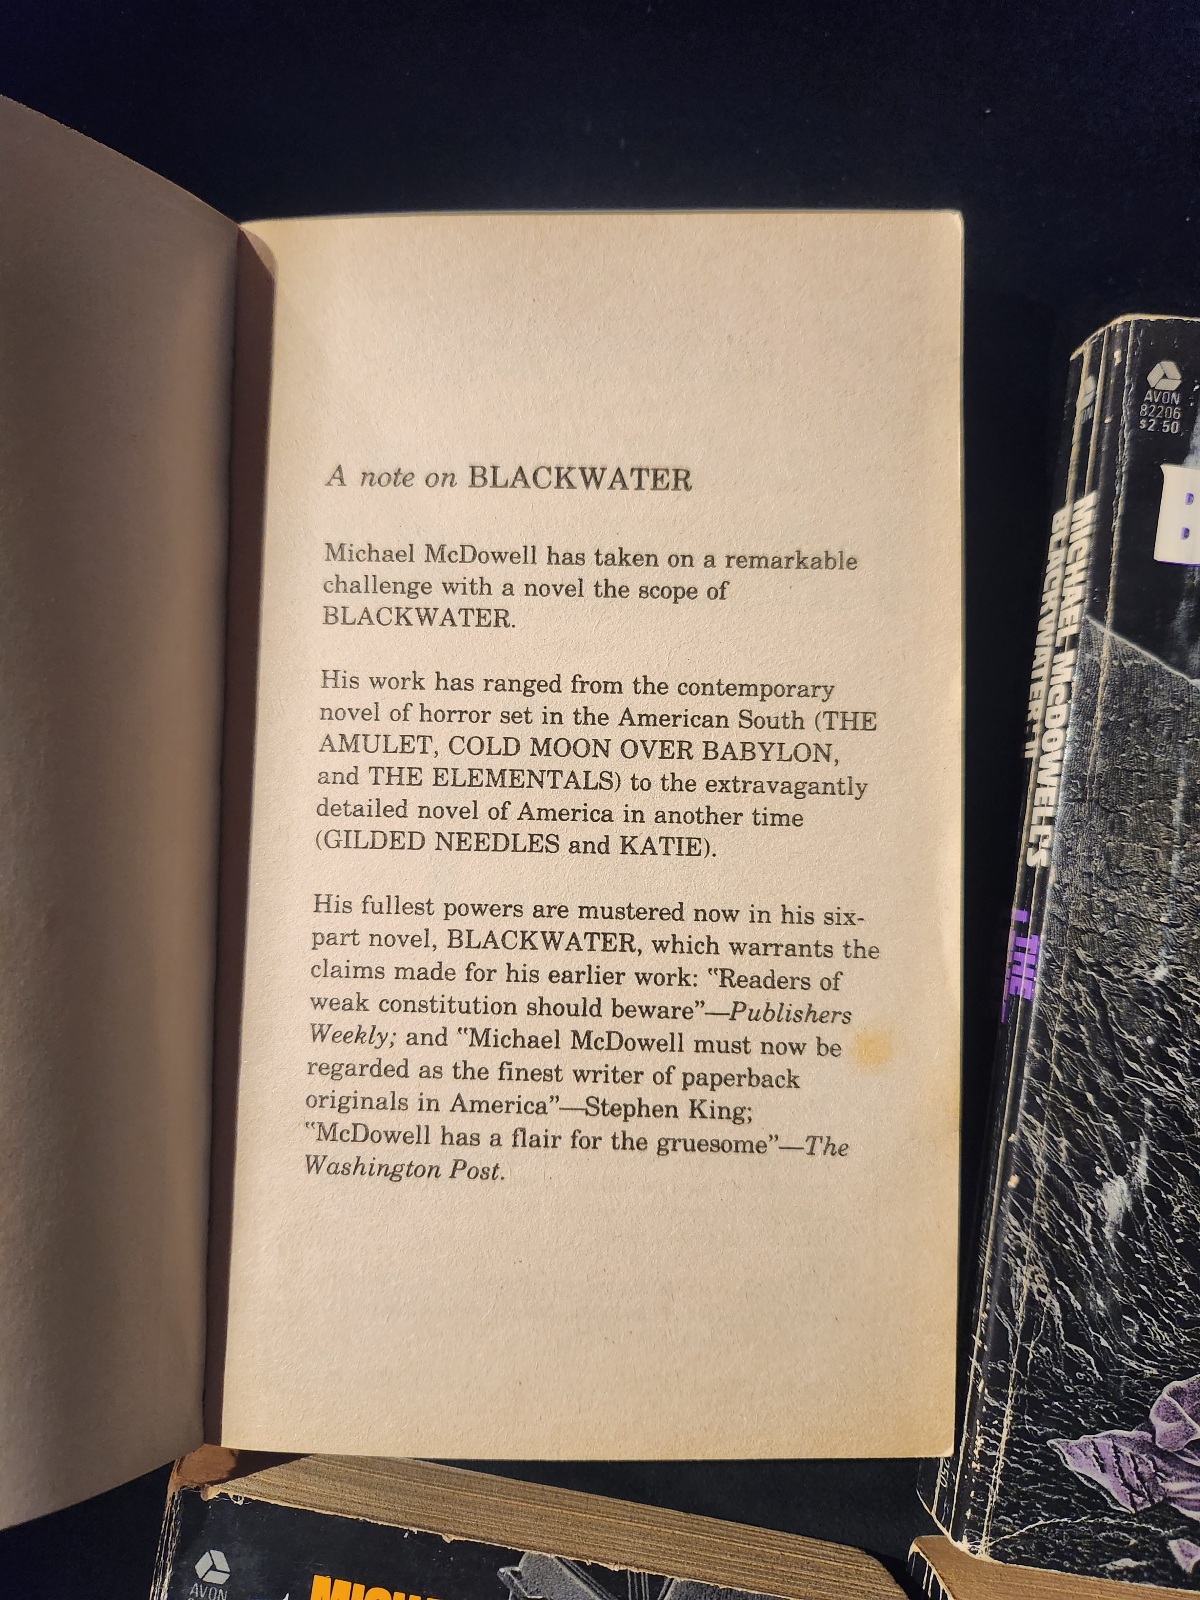 A note on BLACKWATER
Michael McDowell has taken on a remarkable
challenge with a novel the scope of
BLACKWATER.
His work has ranged from the contemporary
novel of horror set in the American South (THE
AMULET, COLD MOON OVER BABYLON,
and THE ELEMENTALS) to the extravagantly
detailed novel of America in another time
(GILDED NEEDLES and KATIE).
His fullest powers are mustered now in his six-
part novel, BLACKWATER, which warrants the
claims made for his earlier work: "Readers of
weak constitution should beware"—Publishers
Weekly; and "Michael McDowell must now be
regarded as the finest writer of paperback
originals in America"—Stephen King;
"McDowell has a flair for the gruesome"—The
Washington Post.
AVON
82206
$2.50
MICHAEL McDOWELL'S
BLACKWATER:
THE
AVON